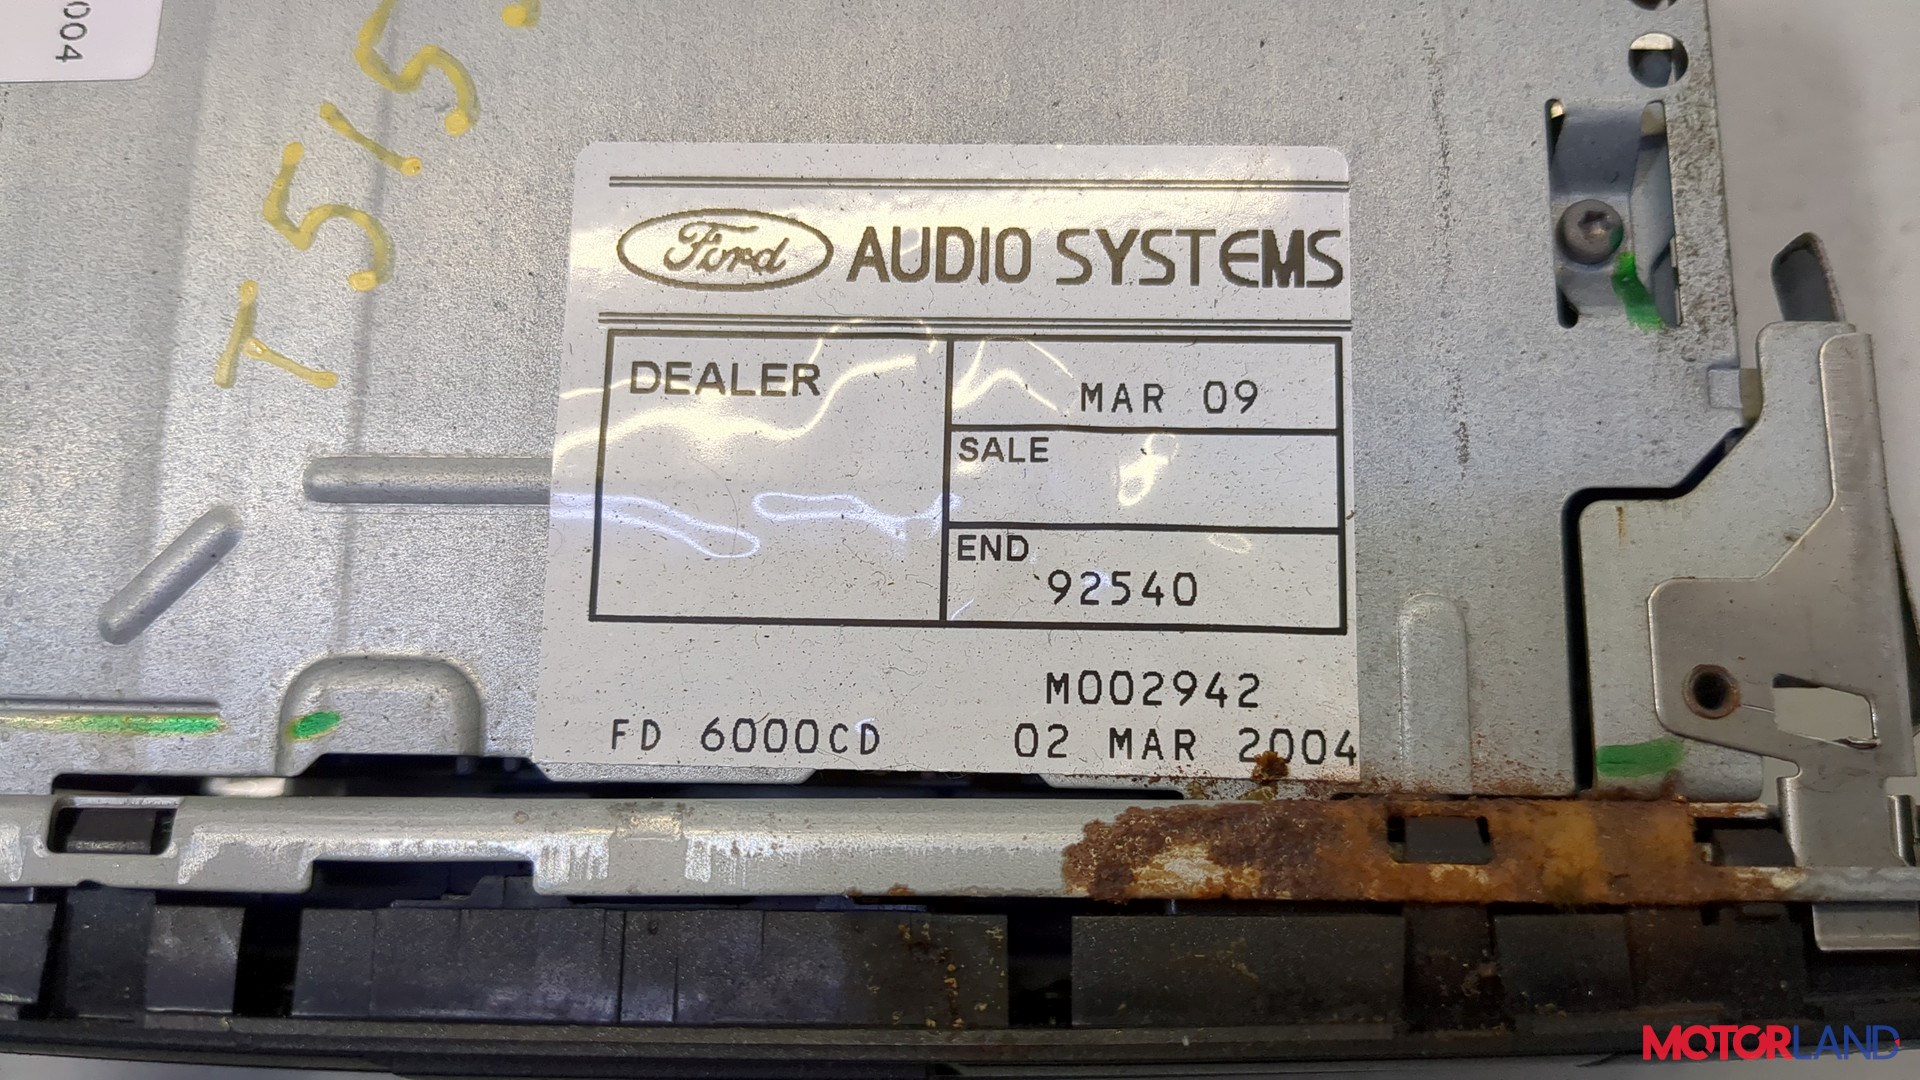 004
T515
Ford AUDIO SYSTEMS
DEALER
MAR 09
SALE
END
92540
M002942
FD 6000CD 02 MAR 2004
MOTORLAND